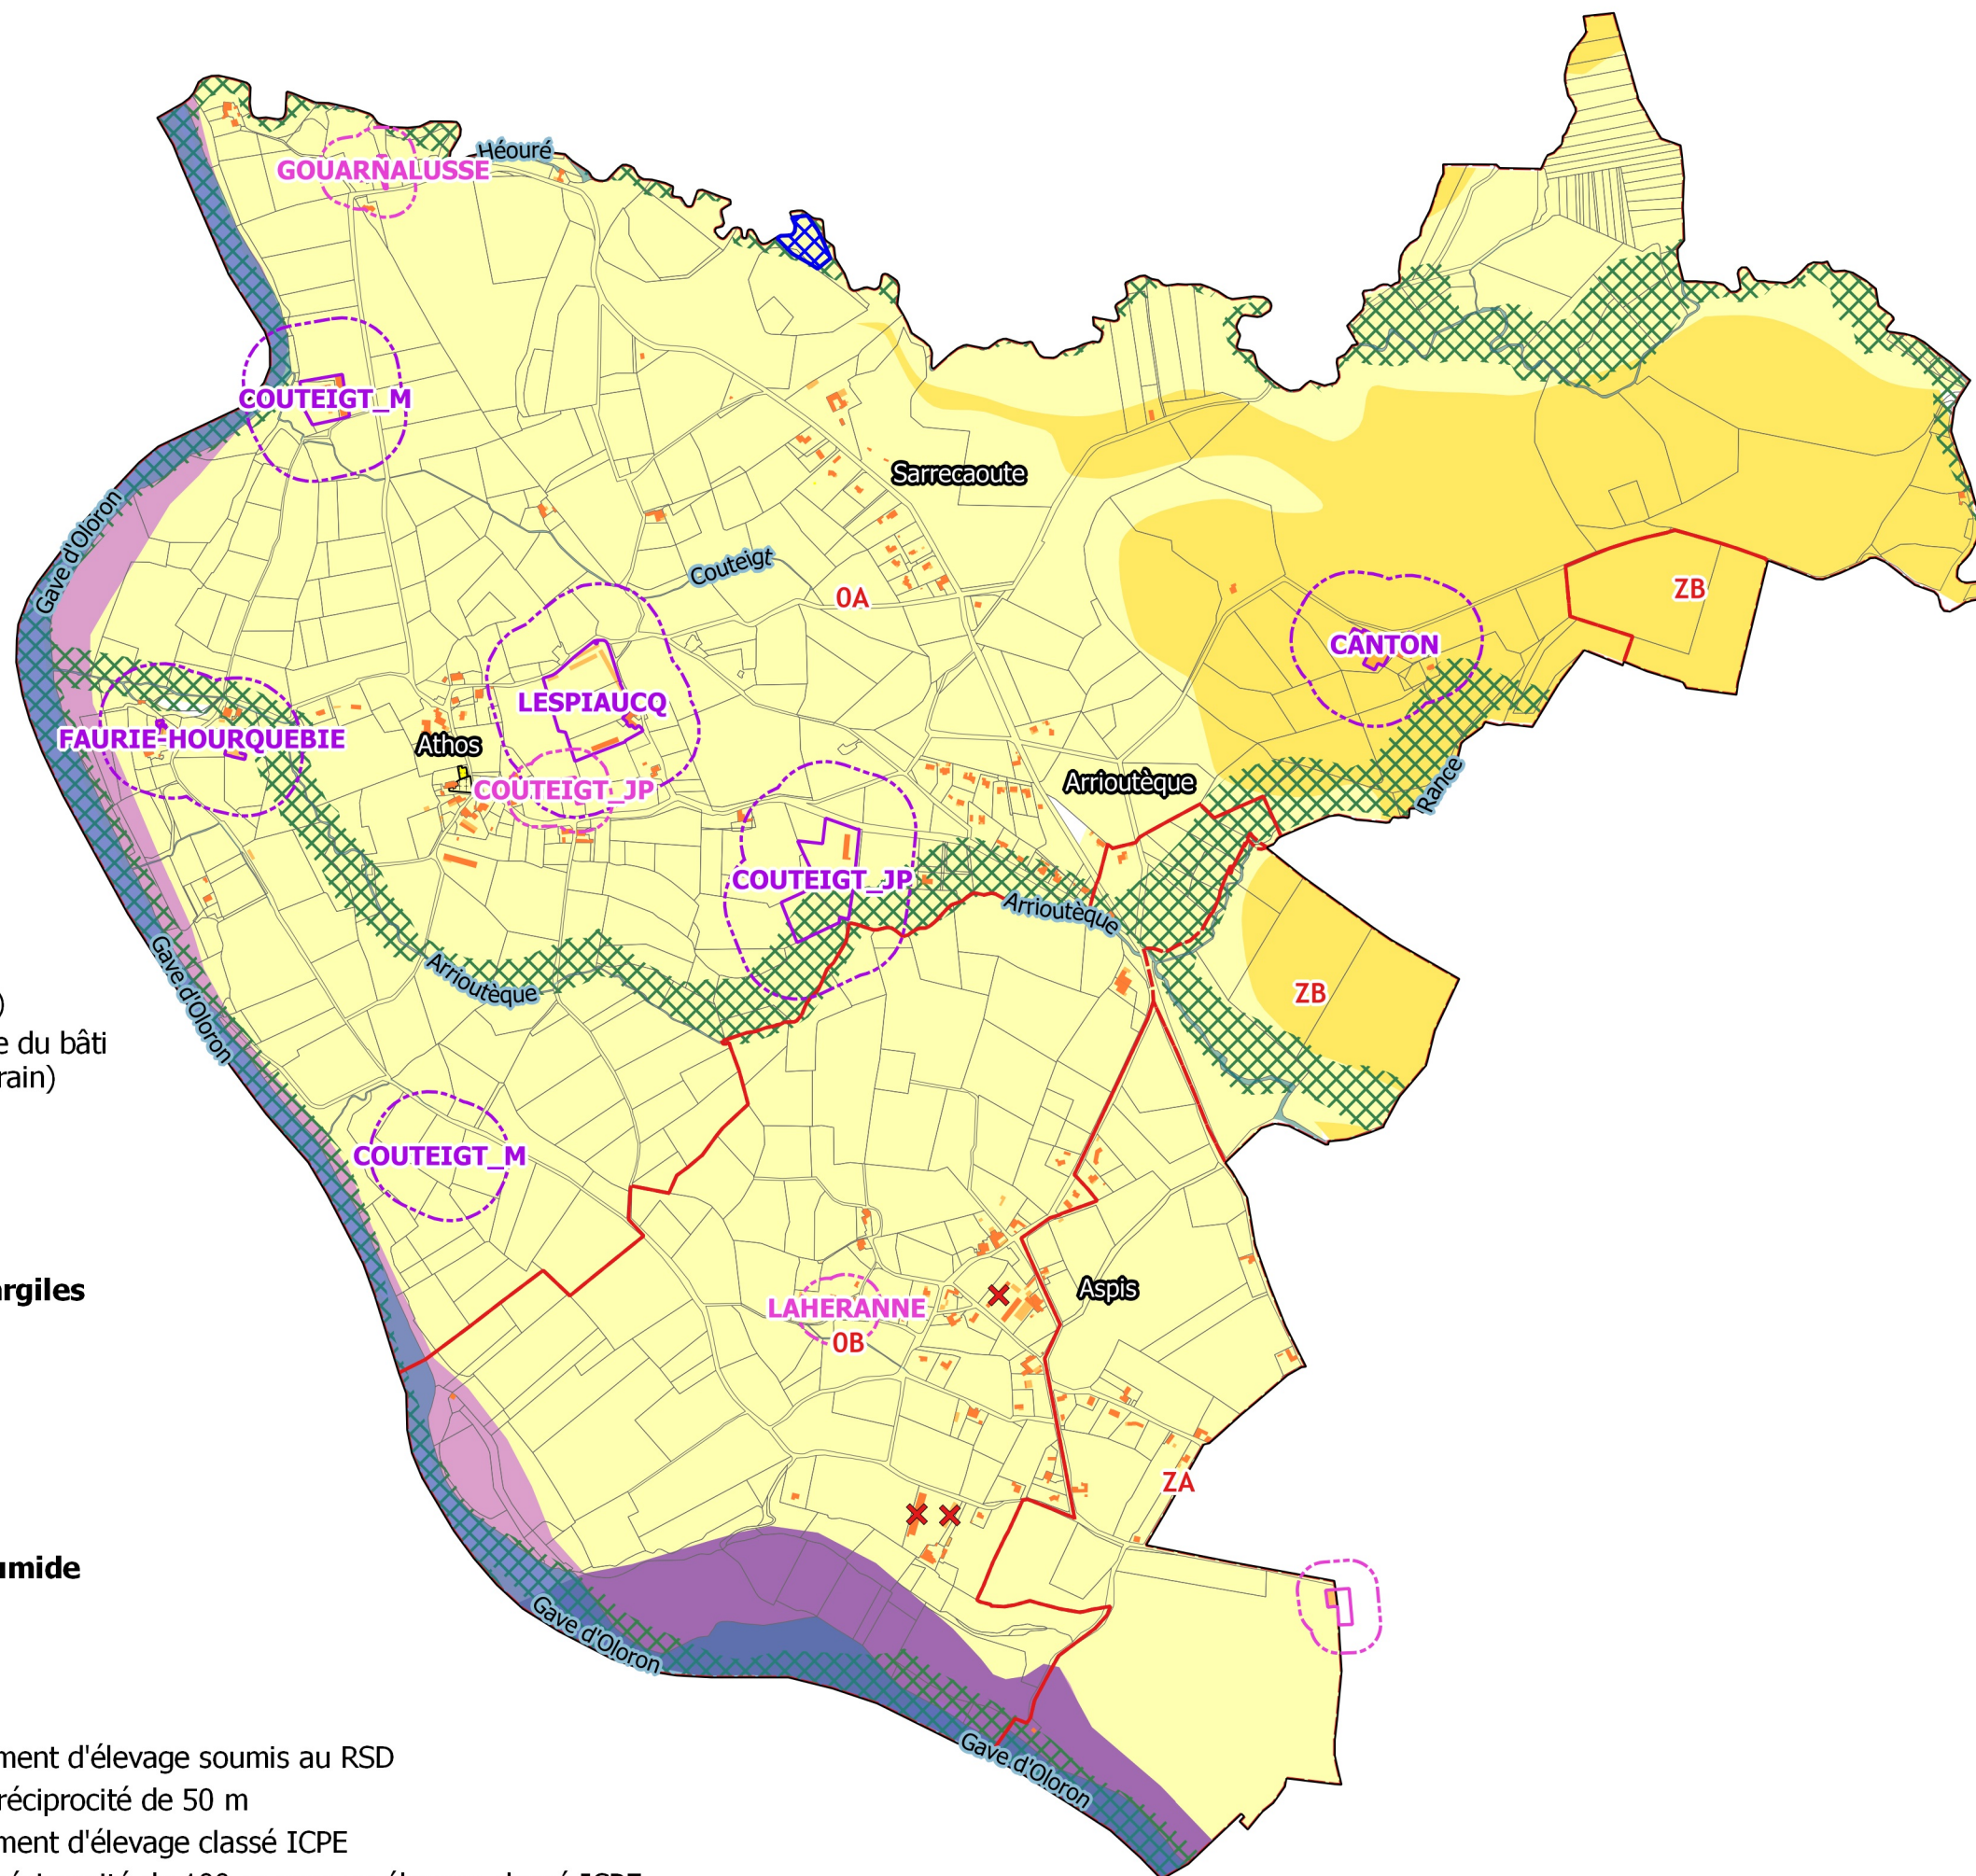 Héouré
GOUARNALUSSE
COUTEIGT_M
Sarrecaoute
Gave d'Oloron
Couteigt
0A
ZB
CANTON
LESPIAUCQ
FAURIE-HOURQUEBIE
Athos
COUTEIGT_JP
Arrioutèque
Rance
COUTEIGT_JP
Arrioutèque
Gave d'Oloron
Arrioutèque
ZB
)
e du bâti
rain)
COUTEIGT_M
argiles
Aspis
LAHERANNE
0B
ZA
umide
Gave d'Oloron
Gave d'Oloron
ment d'élevage soumis au RSD
réciprocité de 50 m
ment d'élevage classé ICPE